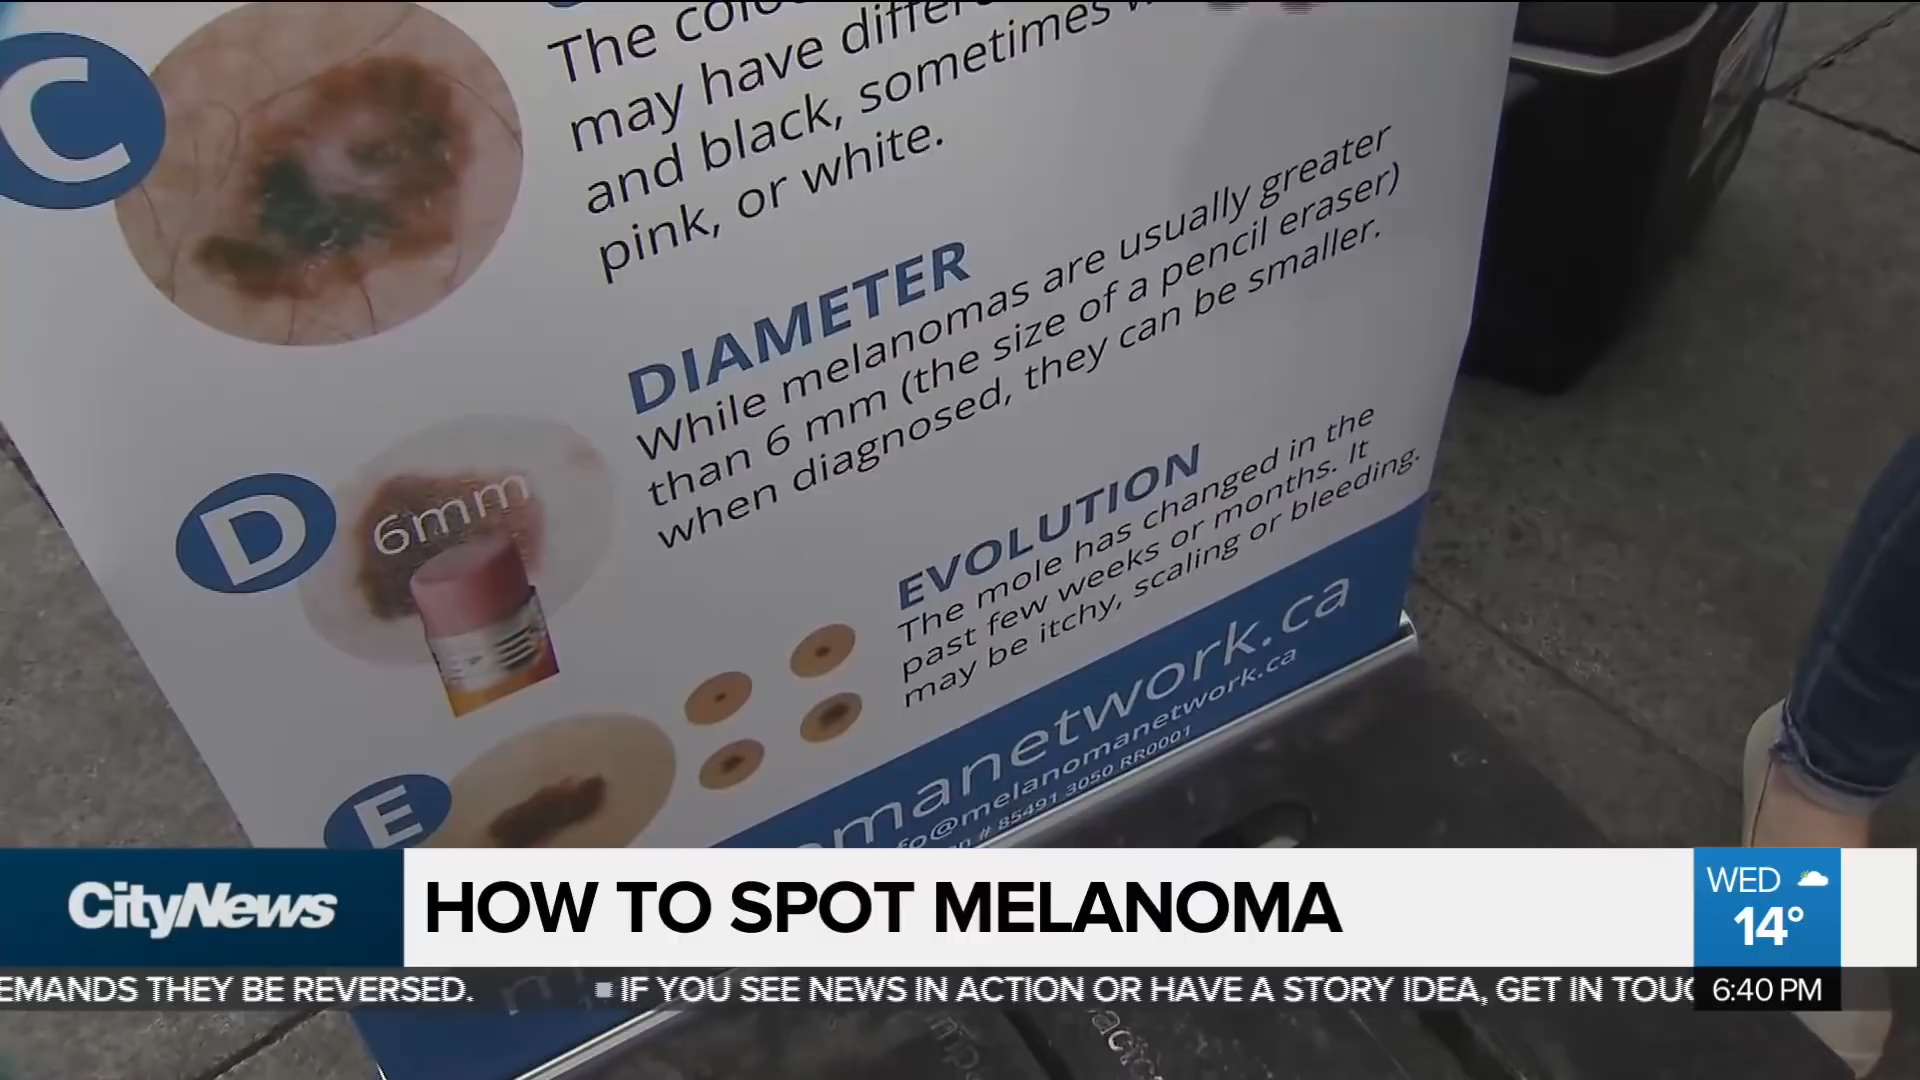 C
The
may have
and black, sometimes
pink, or white.
DIAMETER
While melanomas are usually greater
than 6 mm (the size of a pencil eraser)
when diagnosed, they can be smaller.
D
6mm
EVOLUTION
The mole has changed in the
past few weeks or months. It
may be itchy, scaling or bleeding.
E
manetwork.ca
fo@melanomanetwork.ca
# 85491 3050 RR0001
CityNews
HOW TO SPOT MELANOMA
WED
14°
EMANDS THEY BE REVERSED. ▪ IF YOU SEE NEWS IN ACTION OR HAVE A STORY IDEA, GET IN TOUC
6:40 PM